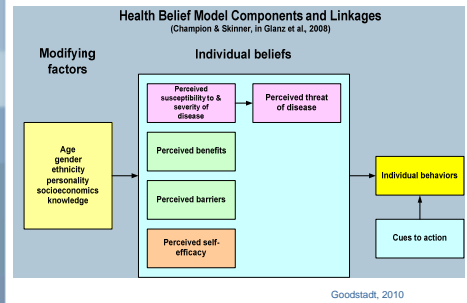 Health Belief Model Components and Linkages
(Champion & Skinner, in Glanz et al., 2008)
Modifying
factors
Individual beliefs
Perceived
susceptibility to &
severity of
disease
Perceived threat
of disease
Age
gender
ethnicity
personality
socioeconomics
knowledge
Perceived benefits
Perceived barriers
Perceived self-
efficacy
Individual behaviors
Cues to action
Goodstadt, 2010